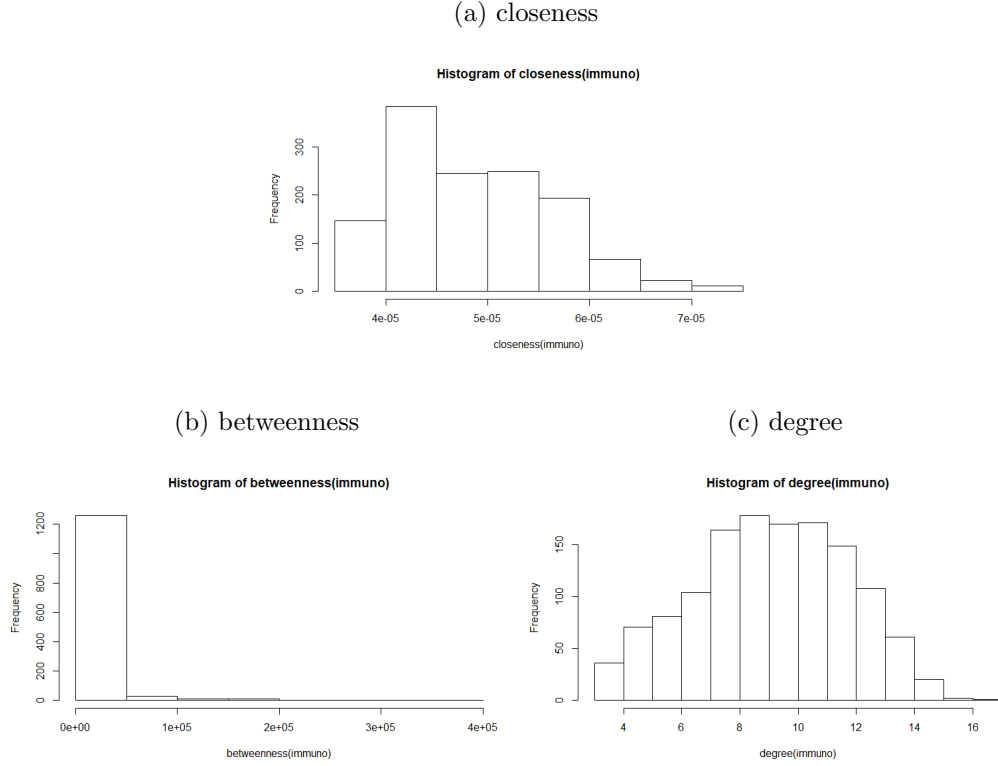 (a) closeness
Histogram of closeness(immuno)
Frequency
0 100 200 300
4e-05 5e-05 6e-05 7e-05
closeness(immuno)
(b) betweenness
Histogram of betweenness(immuno)
Frequency
0 200 400 600 800 1200
0e+00 1e+05 2e+05 3e+05 4e+05
betweenness(immuno)
(c) degree
Histogram of degree(immuno)
Frequency
0 50 100 150
4 6 8 10 12 14 16
degree(immuno)